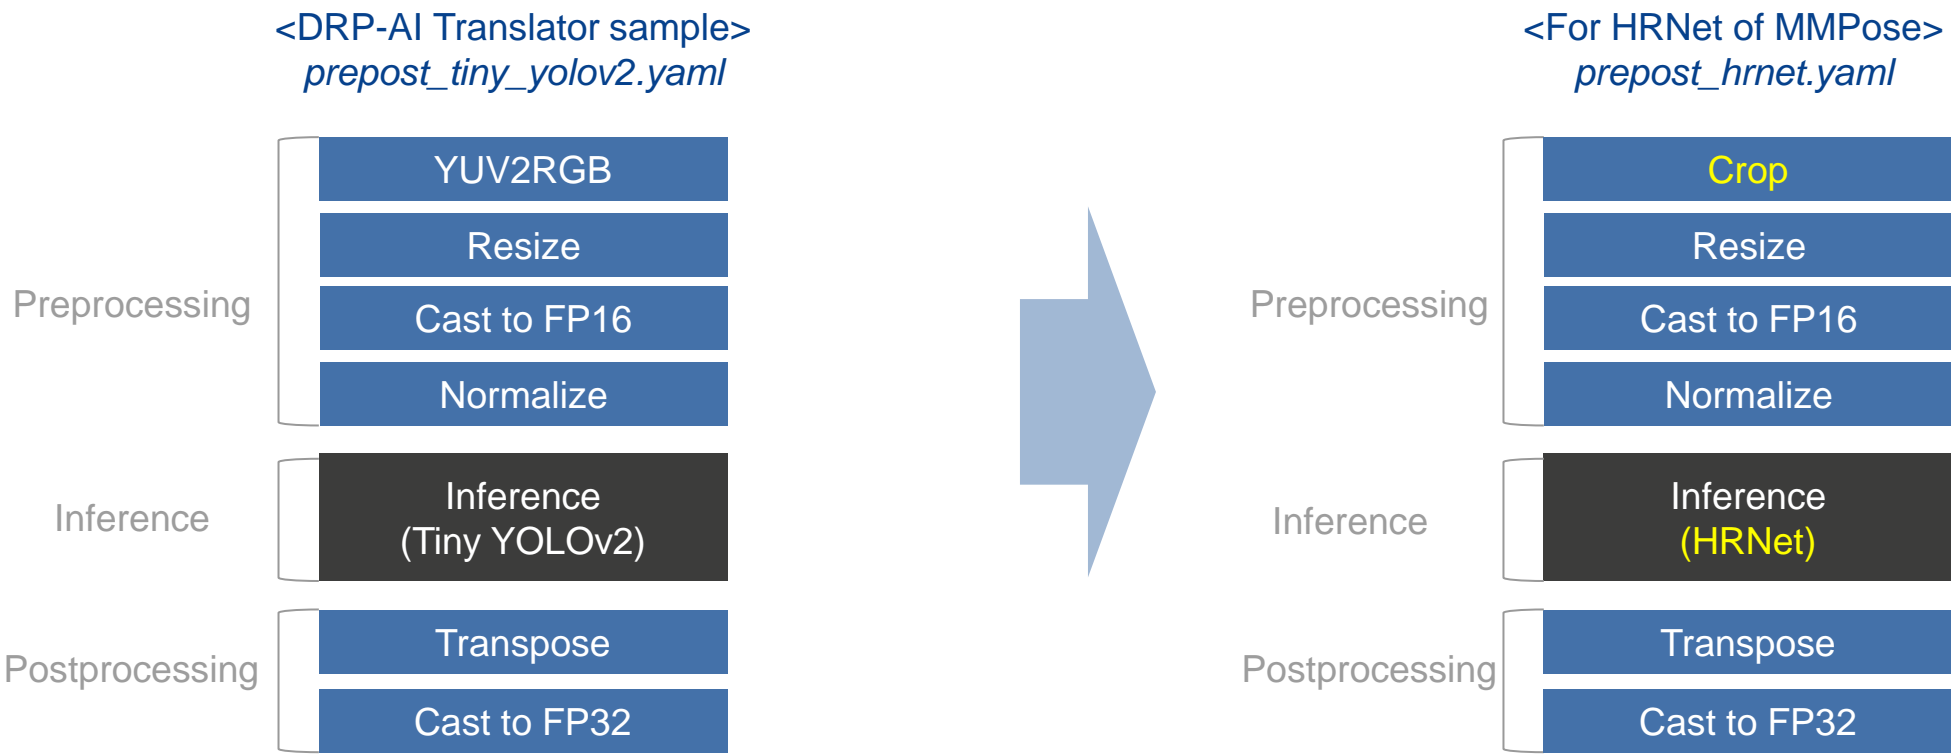 <DRP-AI Translator sample>
prepost_tiny_yolov2.yaml
Preprocessing
YUV2RGB
Resize
Cast to FP16
Normalize
Inference
Inference
(Tiny YOLOv2)
Postprocessing
Transpose
Cast to FP32
<For HRNet of MMPose>
prepost_hrnet.yaml
Preprocessing
Crop
Resize
Cast to FP16
Normalize
Inference
Inference
(HRNet)
Postprocessing
Transpose
Cast to FP32